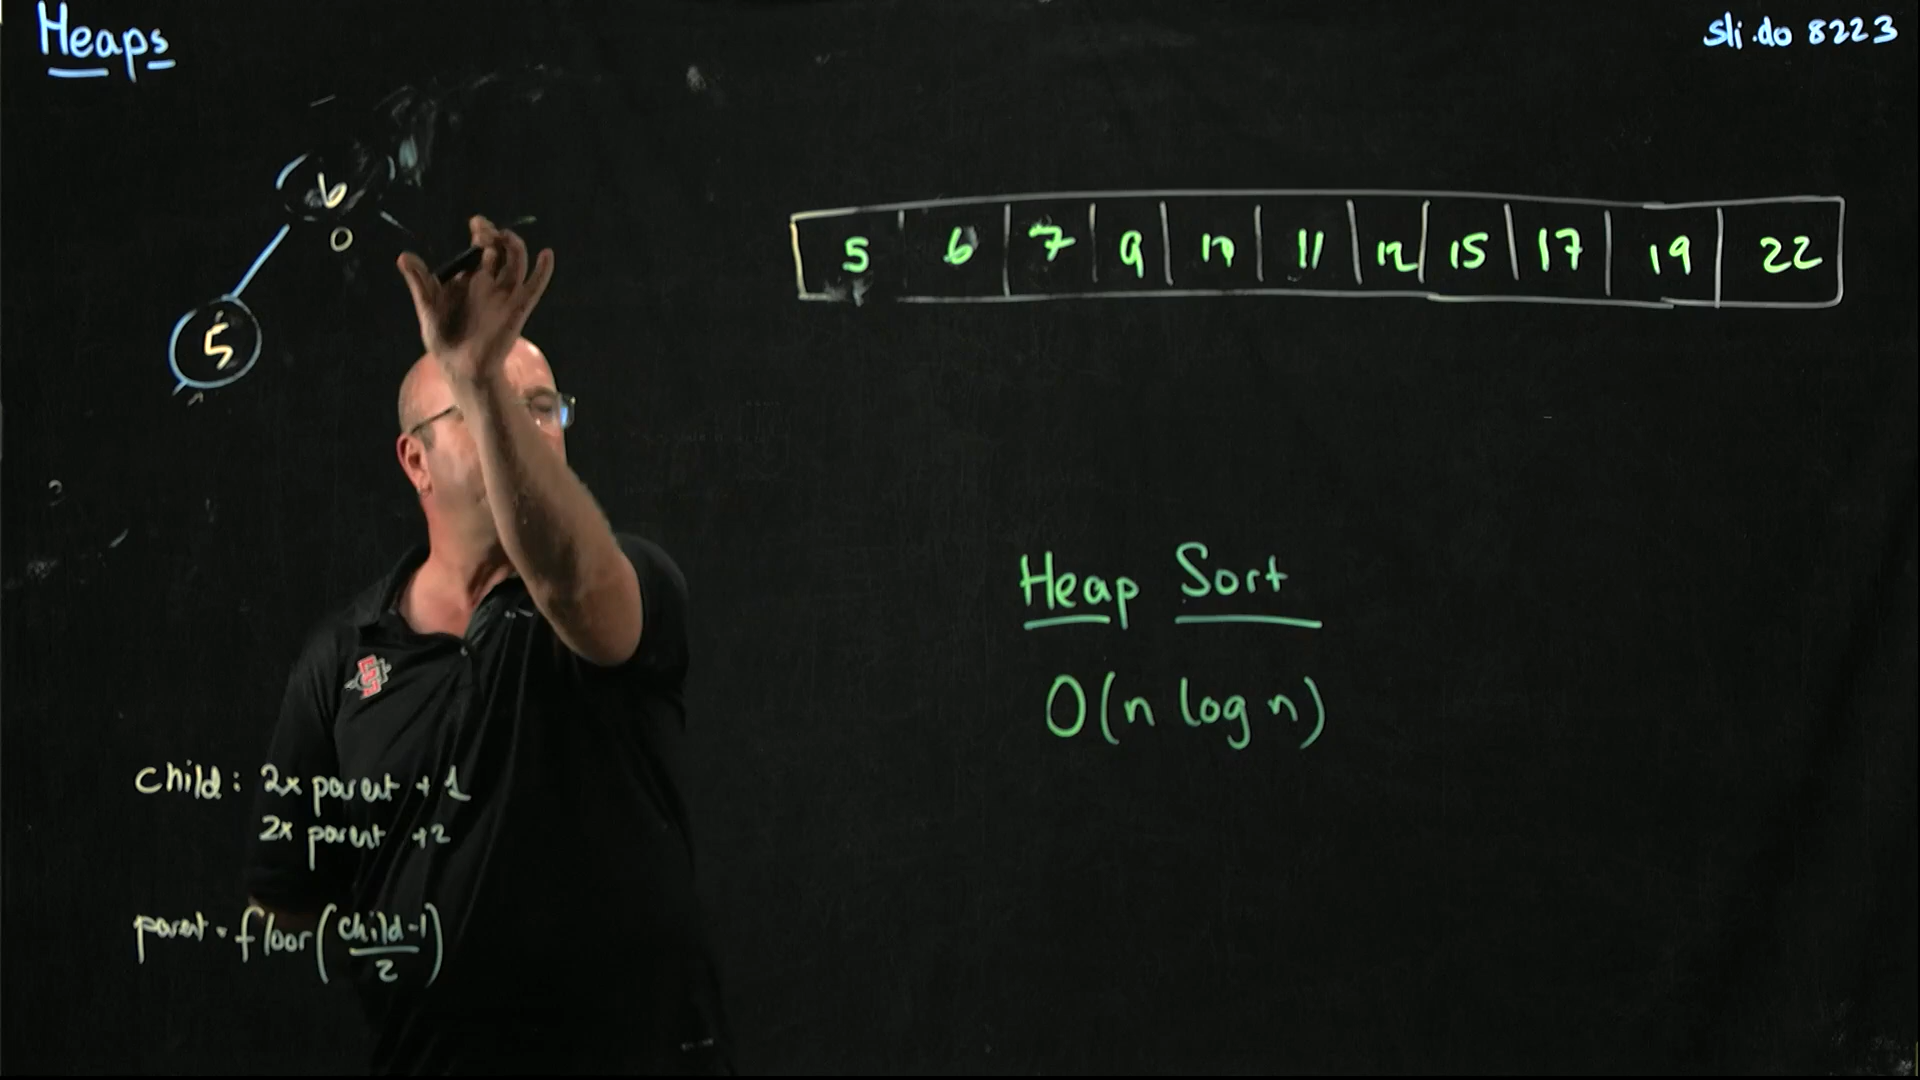 Heaps
sli.do 8223
6
0
5
5 6 7 9 10 11 12 15 17 19 22
Heap Sort
O(n log n)
child: 2x parent + 1
2x parent +2
parent = floor(child-1/2)